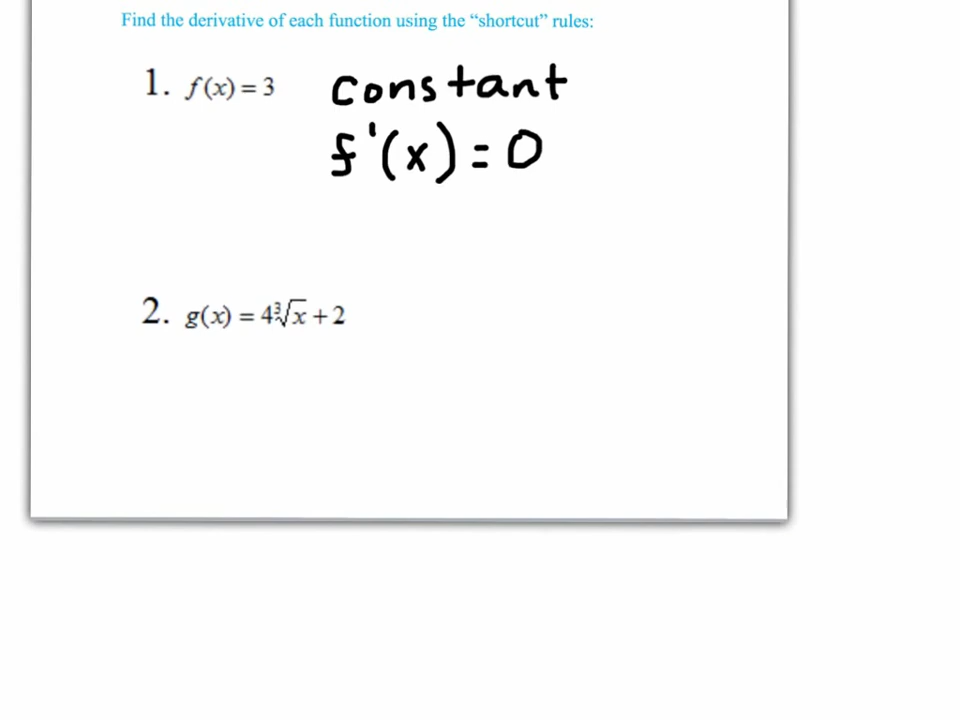 Find the derivative of each function using the “shortcut” rules:
1. f(x) = 3 constant
f'(x) = 0
2. g(x) = 4∛x + 2